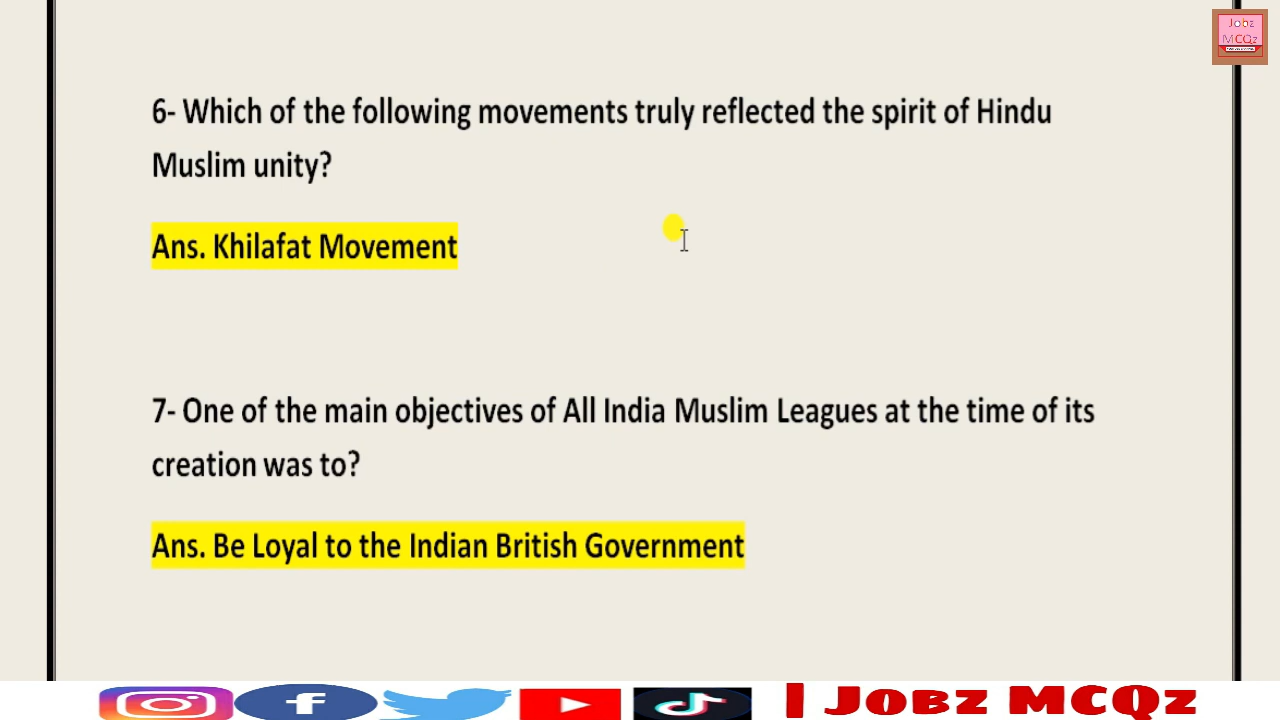 Jobz
MCQz
6- Which of the following movements truly reflected the spirit of Hindu
Muslim unity?
Ans. Khilafat Movement
7- One of the main objectives of All India Muslim Leagues at the time of its
creation was to?
Ans. Be Loyal to the Indian British Government
| Jobz MCQz